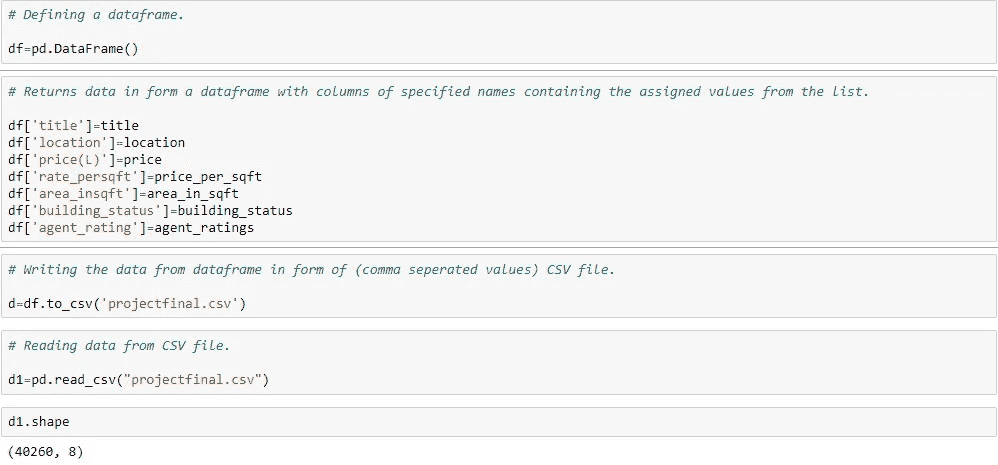 # Defining a dataframe.
df=pd.DataFrame()
# Returns data in form a dataframe with columns of specified names containing the assigned values from the list.
df['title']=title
df['location']=location
df['price(L)']=price
df['rate_persqft']=price_per_sqft
df['area_insqft']=area_in_sqft
df['building_status']=building_status
df['agent_rating']=agent_ratings
# Writing the data from dataframe in form of (comma seperated values) CSV file.
d=df.to_csv('projectfinal.csv')
# Reading data from CSV file.
d1=pd.read_csv("projectfinal.csv")
d1.shape
(40260, 8)